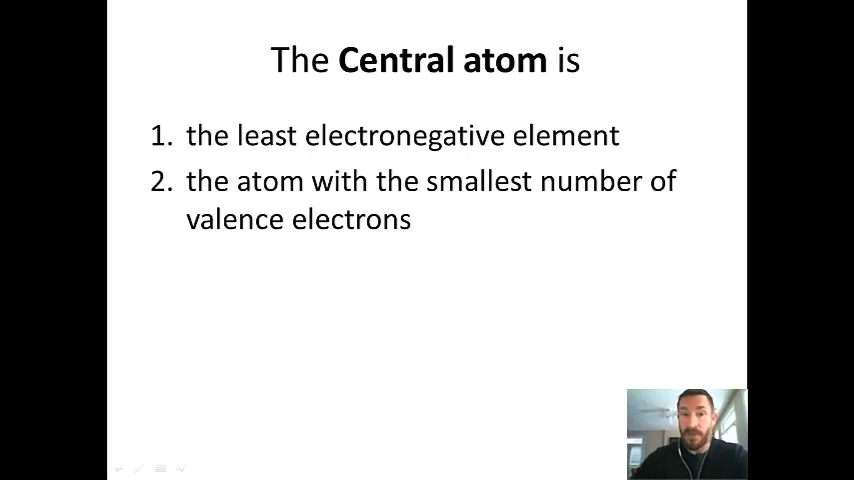 The Central atom is
1. the least electronegative element
2. the atom with the smallest number of
valence electrons